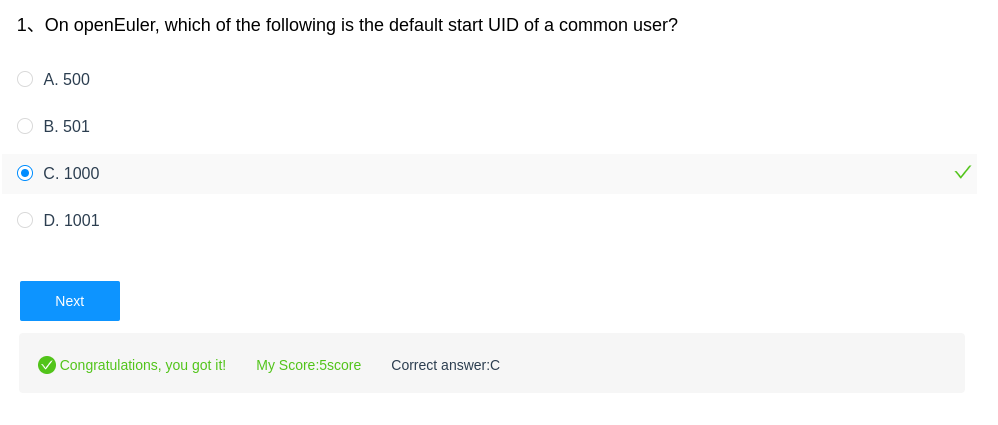 1、On openEuler, which of the following is the default start UID of a common user?
A. 500
B. 501
C. 1000
D. 1001
Next
Congratulations, you got it! My Score:5score Correct answer:C